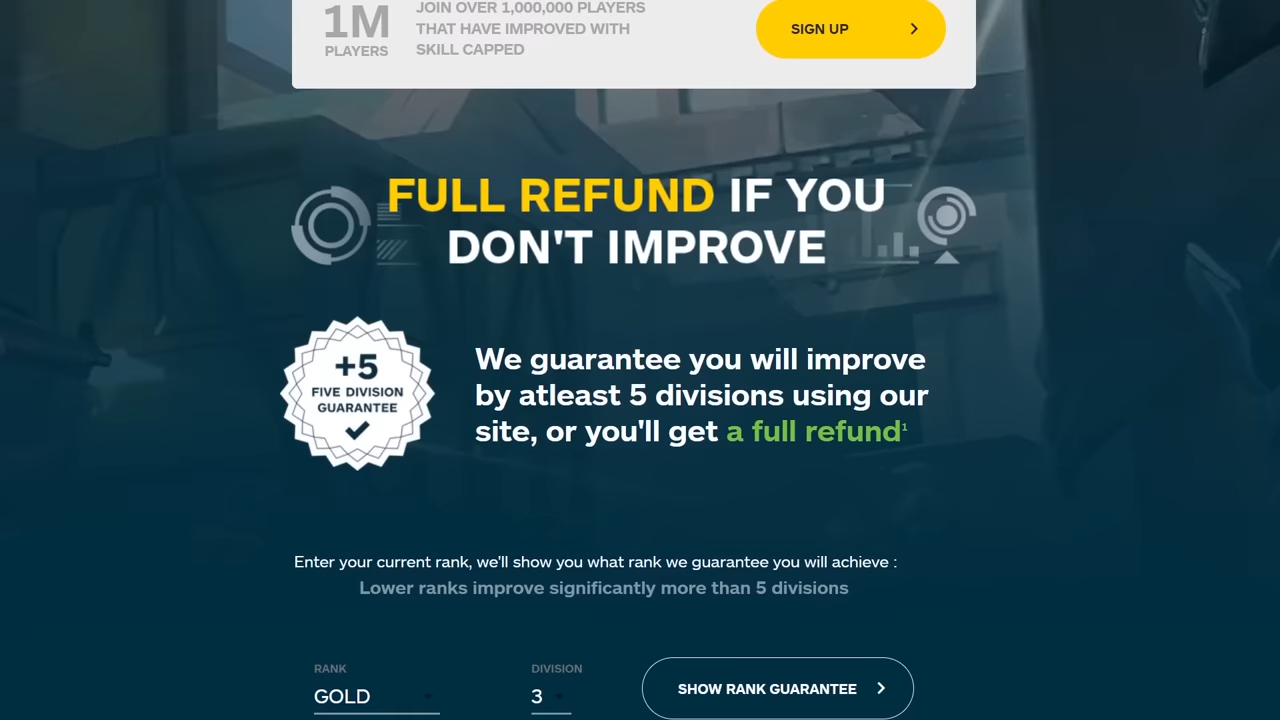 1M
PLAYERS
JOIN OVER 1,000,000 PLAYERS
THAT HAVE IMPROVED WITH
SKILL CAPPED
SIGN UP
FULL REFUND IF YOU
DON'T IMPROVE
+5
FIVE DIVISION
GUARANTEE
We guarantee you will improve
by atleast 5 divisions using our
site, or you'll get a full refund¹
Enter your current rank, we'll show you what rank we guarantee you will achieve :
Lower ranks improve significantly more than 5 divisions
RANK
GOLD
DIVISION
3
SHOW RANK GUARANTEE